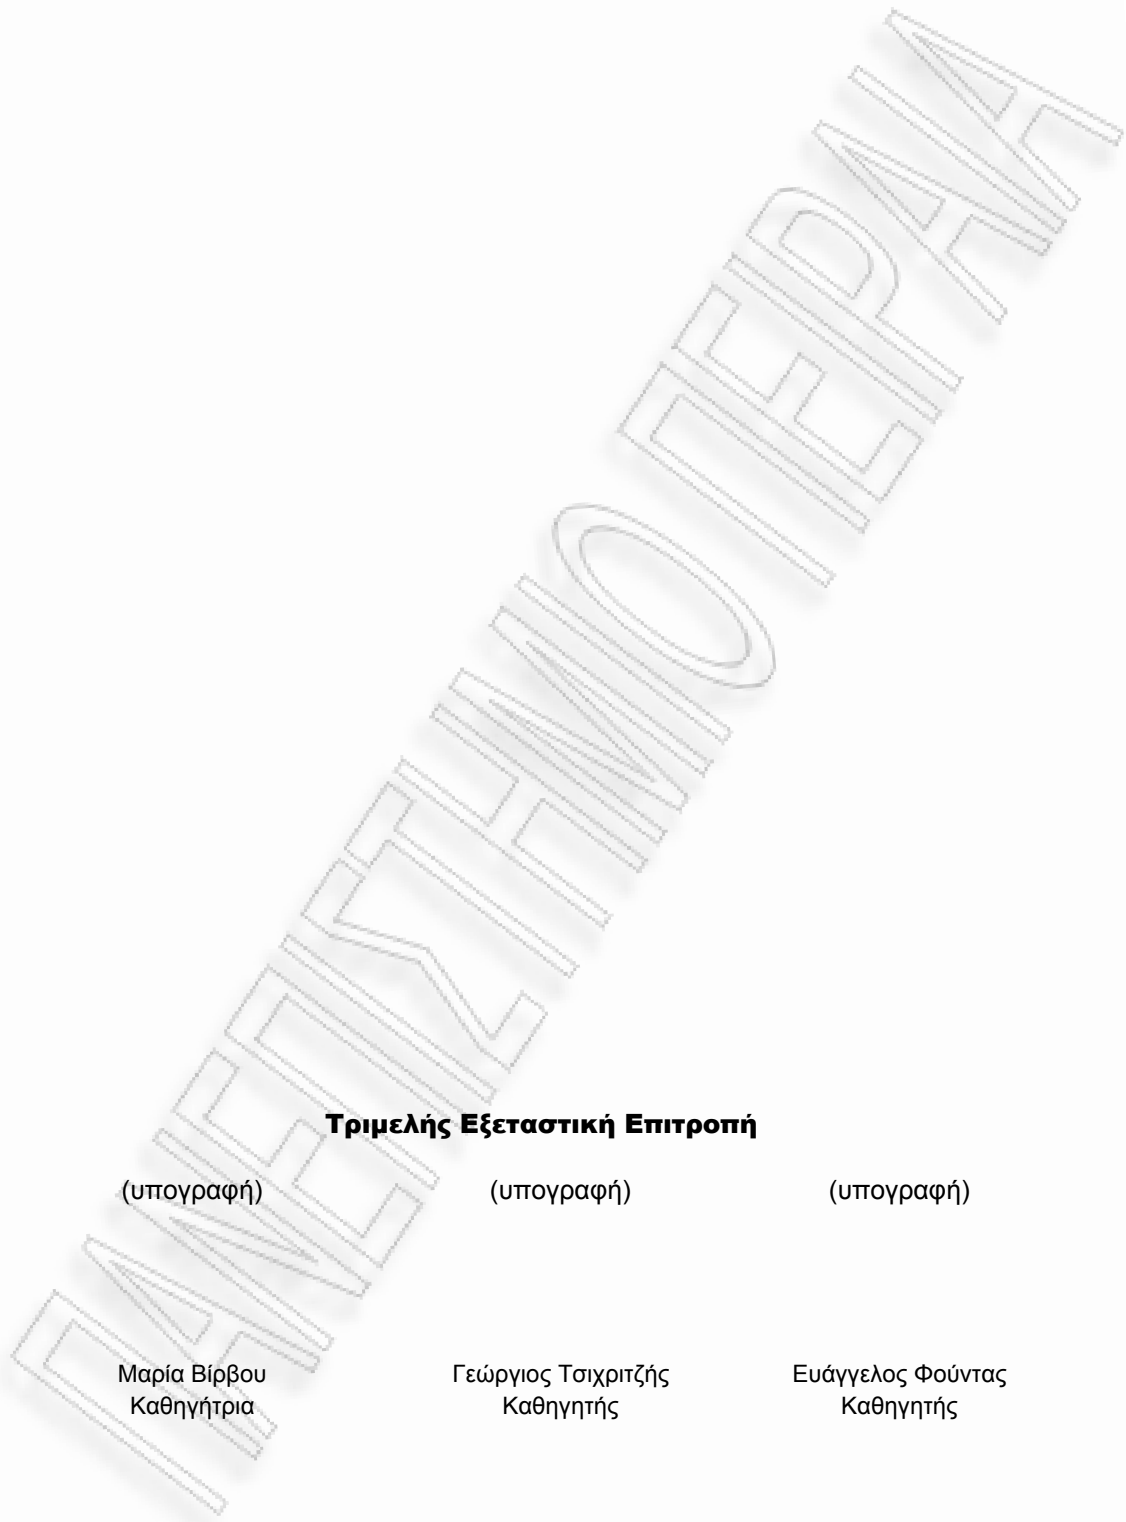 ΠΑΝΕΠΙΣΤΗΜΙΟ ΠΕΙΡΑΙΑ
Τριμελής Εξεταστική Επιτροπή
(υπογραφή) (υπογραφή) (υπογραφή)
Μαρία Βίρβου Γεώργιος Τσιχριτζής Ευάγγελος Φούντας
Καθηγήτρια Καθηγητής Καθηγητής